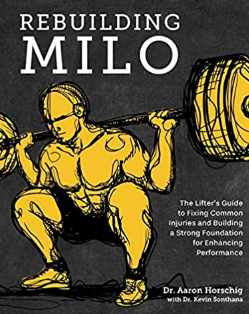 REBUILDING
MILO
The Lifter's Guide
to Fixing Common
Injuries and Building
a Strong Foundation
for Enhancing
Performance
Dr. Aaron Horschig
with Dr. Kevin Sonthana